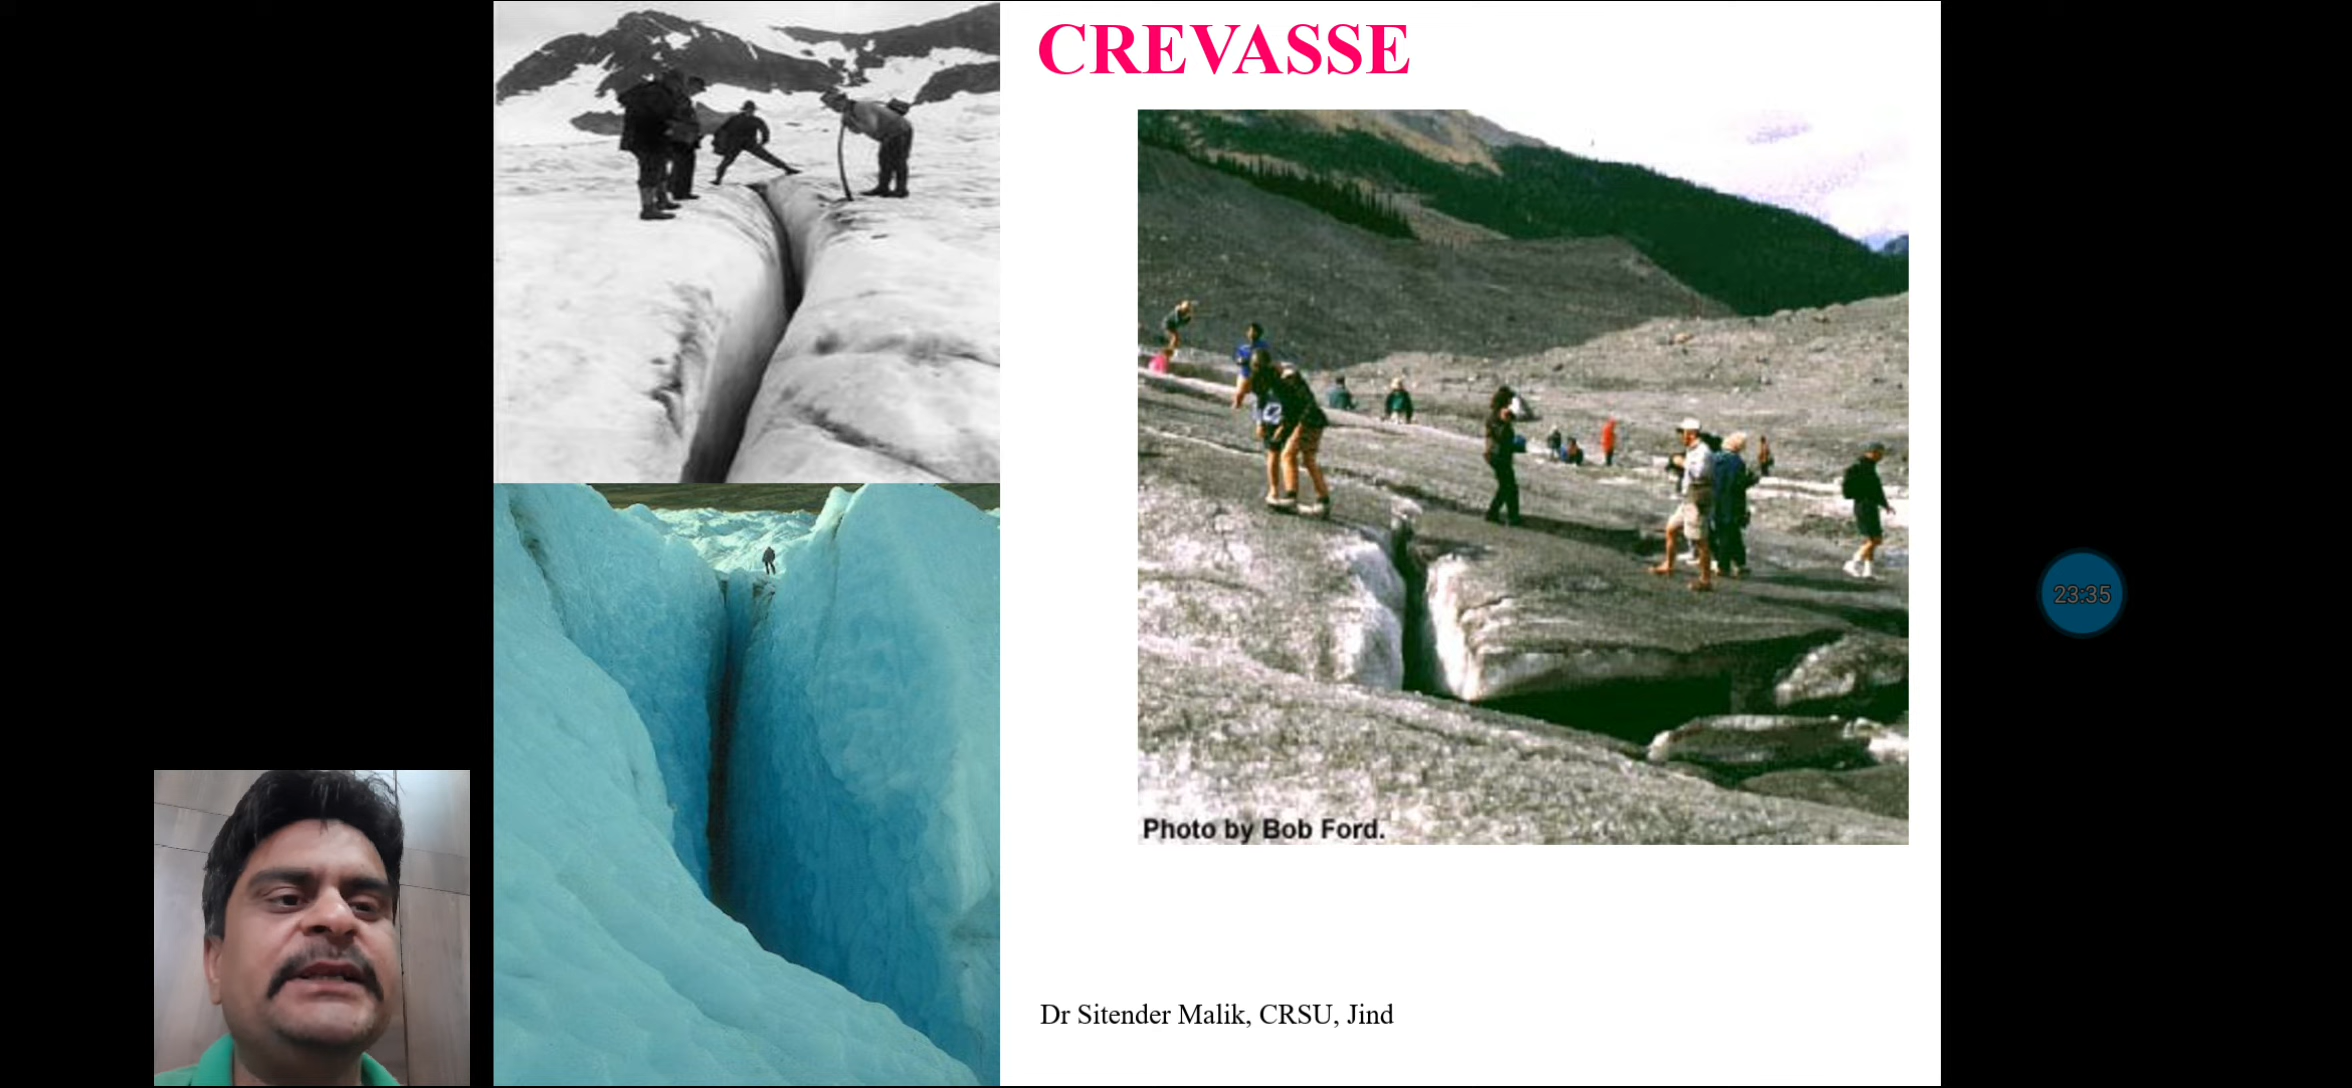 CREVASSE
Photo by Bob Ford.
Dr Sitender Malik, CRSU, Jind
23:35